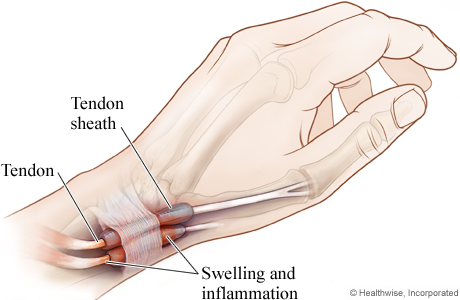 Tendon
sheath
Tendon
Swelling and
inflammation
© Healthwise, Incorporated